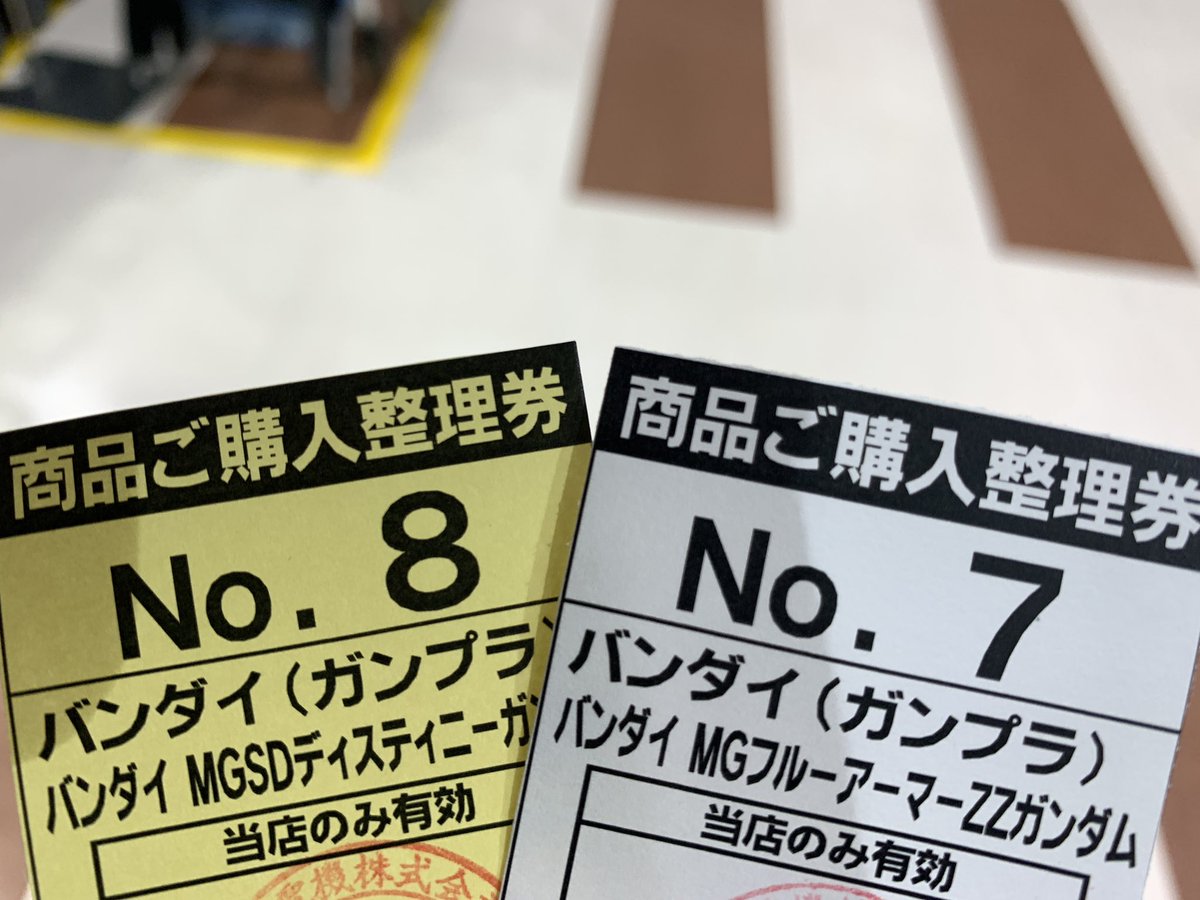 商品ご購入整理券
No. 8
バンダイ（ガンプラ）
バンダイ MGSDディスティニーガ
当店のみ有効
機株式会
商品ご購入整理券
No. 7
バンダイ（ガンプラ）
バンダイ MGフルーアーマーZZガンダム
当店のみ有効